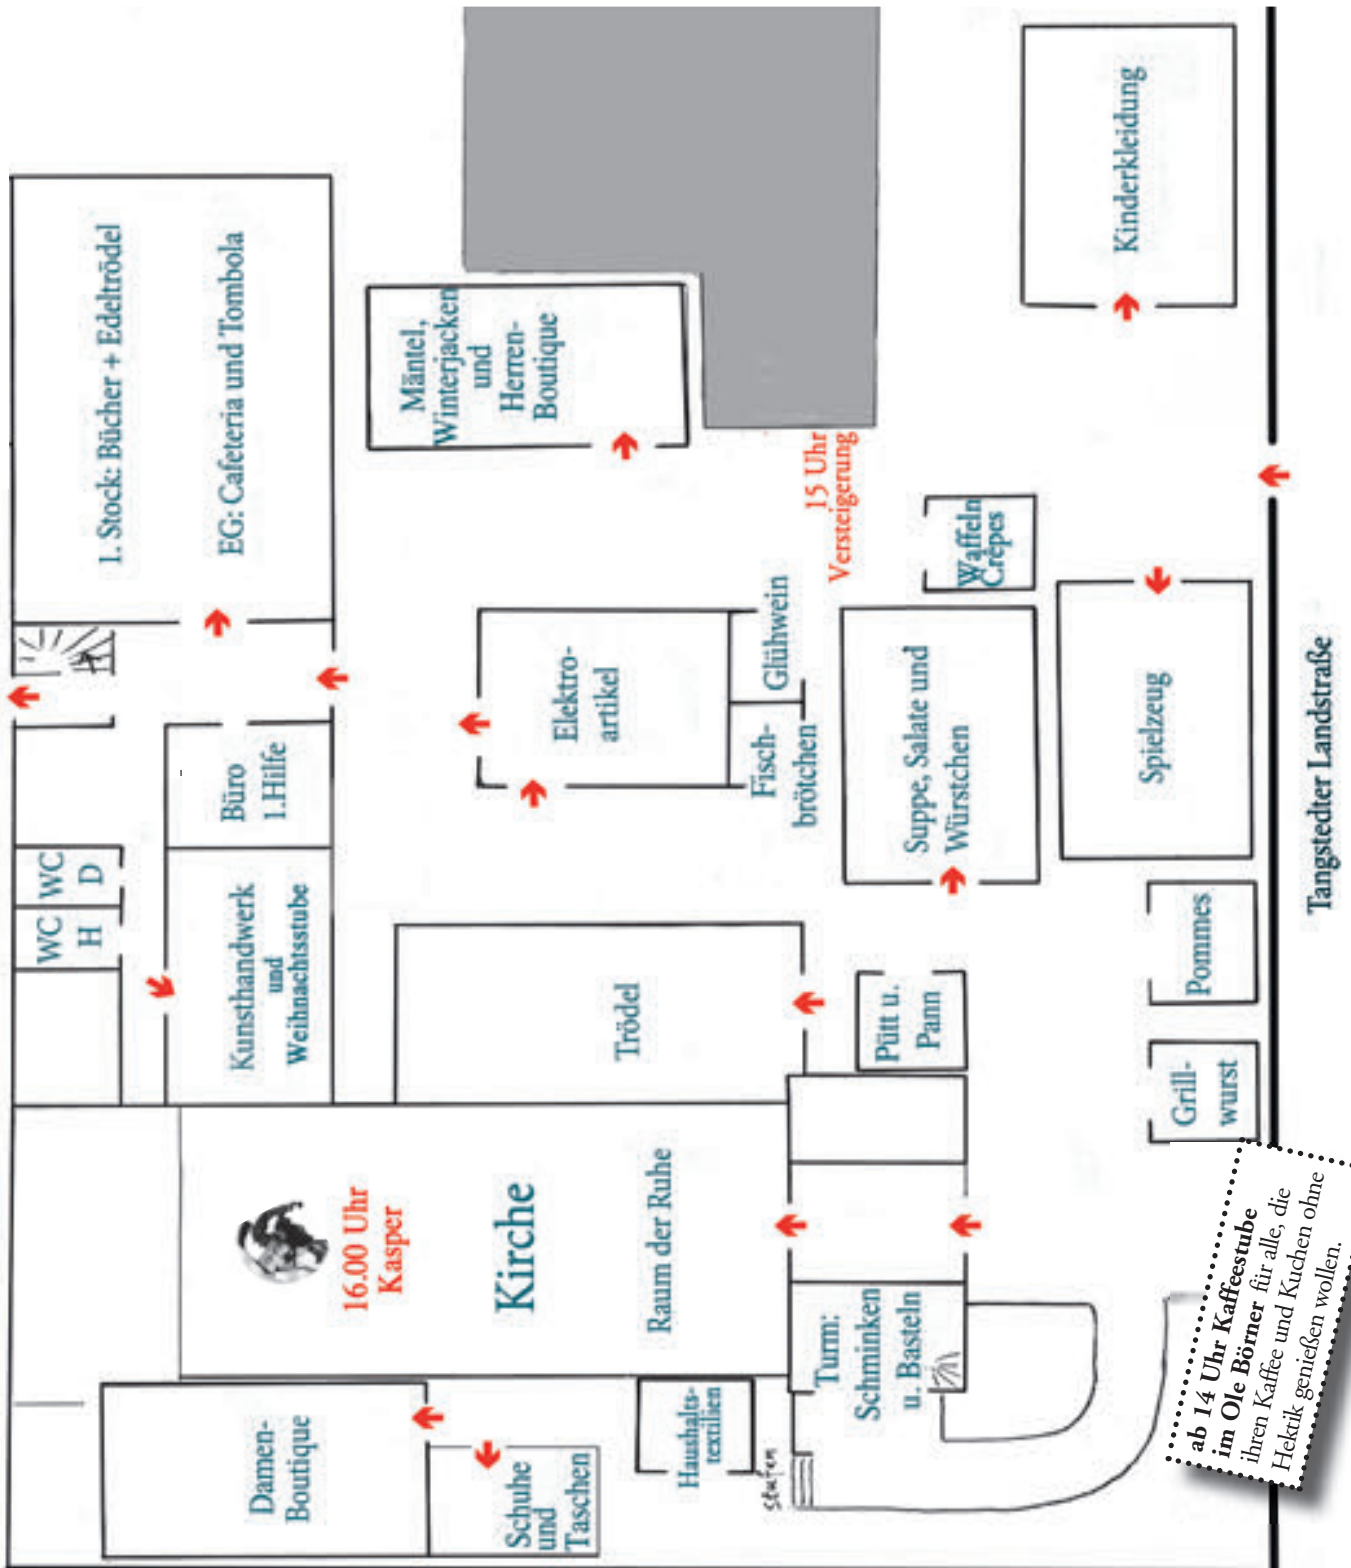 Damen-
Boutique
Schuhe
und
Taschen
Haushalts-
textilien
Stufen
16.00 Uhr
Kasper
Kirche
Raum der Ruhe
Turm:
Schminken
u. Basteln
WC
H
WC
D
Kunsthandwerk
und
Weihnachtsstube
Büro
1.Hilfe
1. Stock: Bücher + Edeltrödel
EG: Cafeteria und Tombola
Trödel
Pütt u.
Pann
Elektro-
artikel
Fisch-
brötchen
Glühwein
Mäntel,
Winterjacken
und
Herren-
Boutique
15 Uhr
Versteigerung
Suppe, Salate und
Würstchen
Waffeln
Crêpes
Grill-
wurst
Pommes
Spielzeug
Kinderkleidung
Tangstedter Landstraße
ab 14 Uhr Kaffeestube
im Ole Börner für alle, die
ihren Kaffee und Kuchen ohne
Hektik genießen wollen.